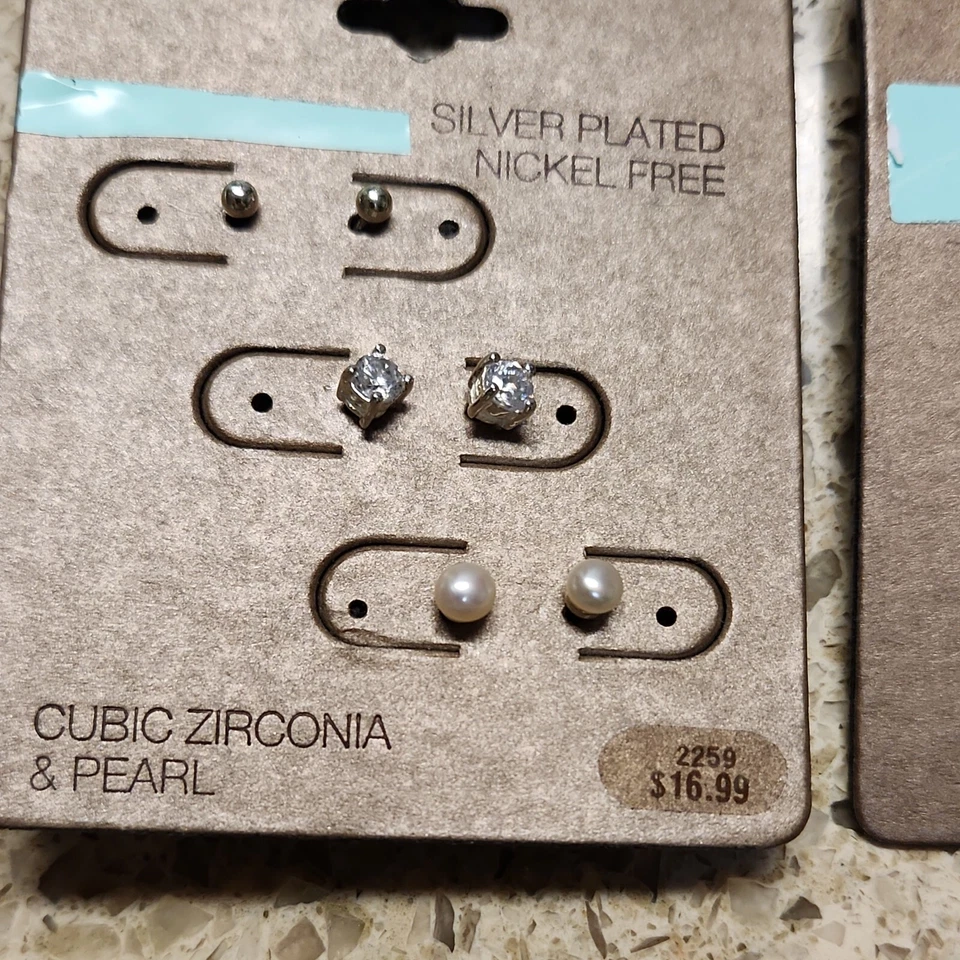 SILVER PLATED
NICKEL FREE
CUBIC ZIRCONIA
& PEARL
2259
$16.99